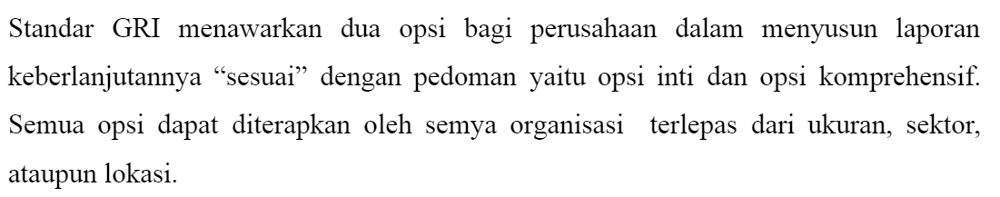 Standar GRI menawarkan dua opsi bagi perusahaan dalam menyusun laporan
keberlanjutannya “sesuai” dengan pedoman yaitu opsi inti dan opsi komprehensif.
Semua opsi dapat diterapkan oleh semya organisasi terlepas dari ukuran, sektor,
ataupun lokasi.